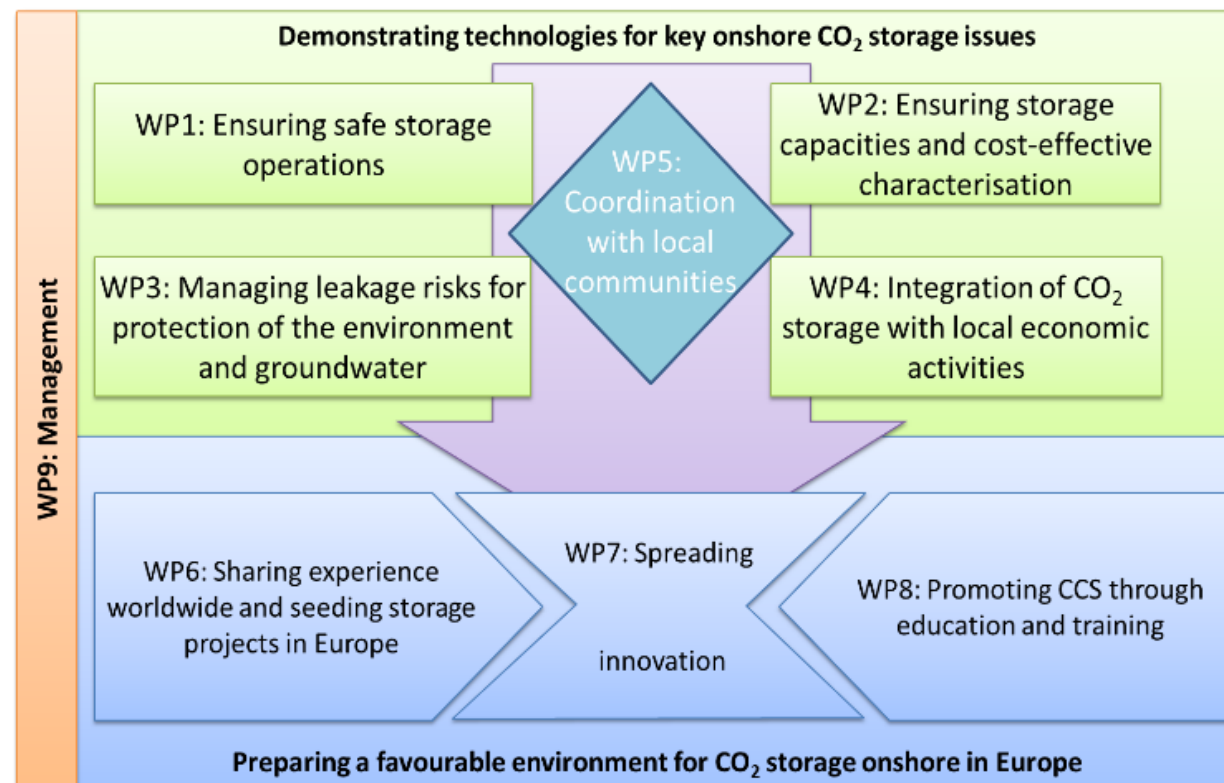 Demonstrating technologies for key onshore CO₂ storage issues
WP1: Ensuring safe storage
operations
WP2: Ensuring storage
capacities and cost-effective
characterisation
WP5:
Coordination
with local
communities
WP3: Managing leakage risks for
protection of the environment
and groundwater
WP4: Integration of CO₂
storage with local economic
activities
WP9: Management
WP6: Sharing experience
worldwide and seeding storage
projects in Europe
WP7: Spreading
innovation
WP8: Promoting CCS through
education and training
Preparing a favourable environment for CO₂ storage onshore in Europe